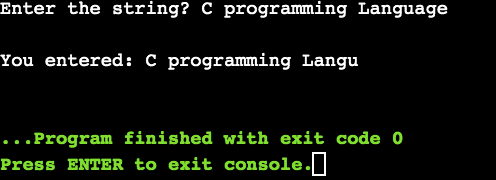 Enter the string? C programming Language
You entered: C programming Langu
...Program finished with exit code 0
Press ENTER to exit console.